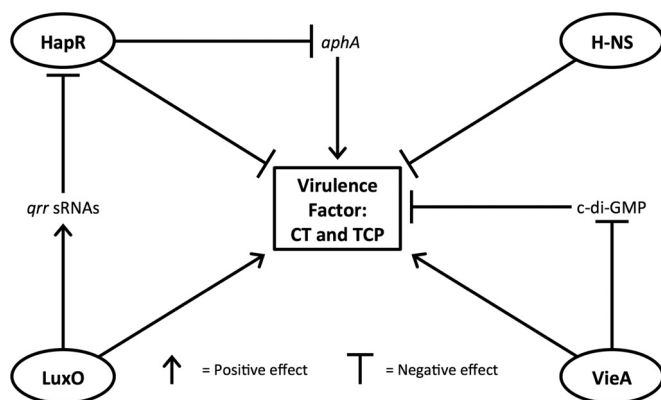 HapR
aphA
H-NS
Virulence
Factor:
CT and TCP
qrr sRNAs
c-di-GMP
LuxO
= Positive effect
= Negative effect
VieA